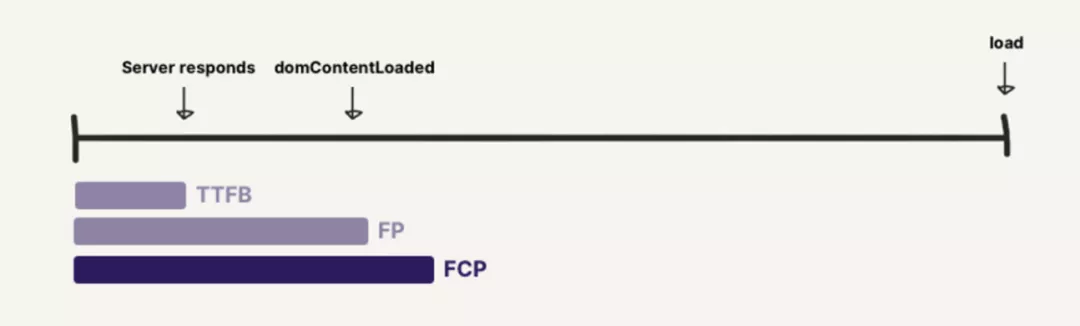 load
Server responds
domContentLoaded
TTFB
FP
FCP